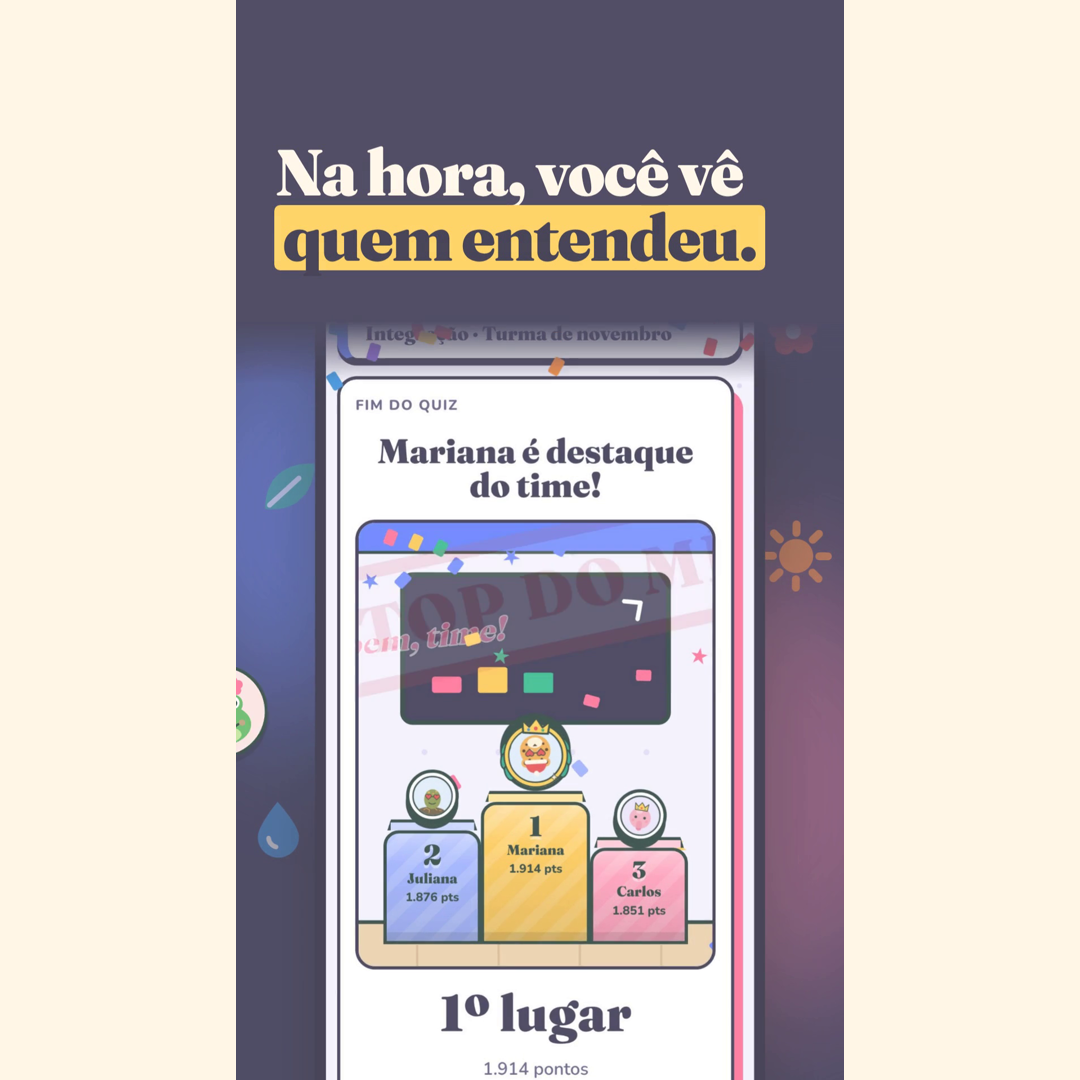 Na hora, você vê
quem entendeu.
Integração · Turma de novembro
FIM DO QUIZ
Mariana é destaque
do time!
TOP DO
bem, time!
1
Mariana
1.914 pts
2
Juliana
1.876 pts
3
Carlos
1.851 pts
1º lugar
1.914 pontos